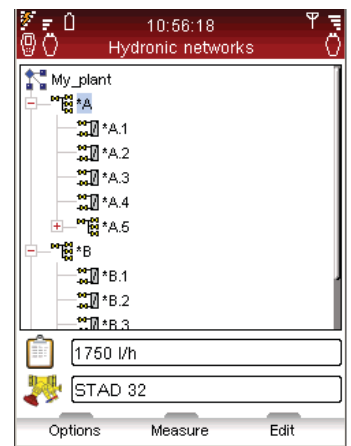 10:56:18
Hydronic networks
My_plant
*A
*A.1
*A.2
*A.3
*A.4
*A.5
*B
*B.1
*B.2
*B.3
1750 l/h
STAD 32
Options Measure Edit